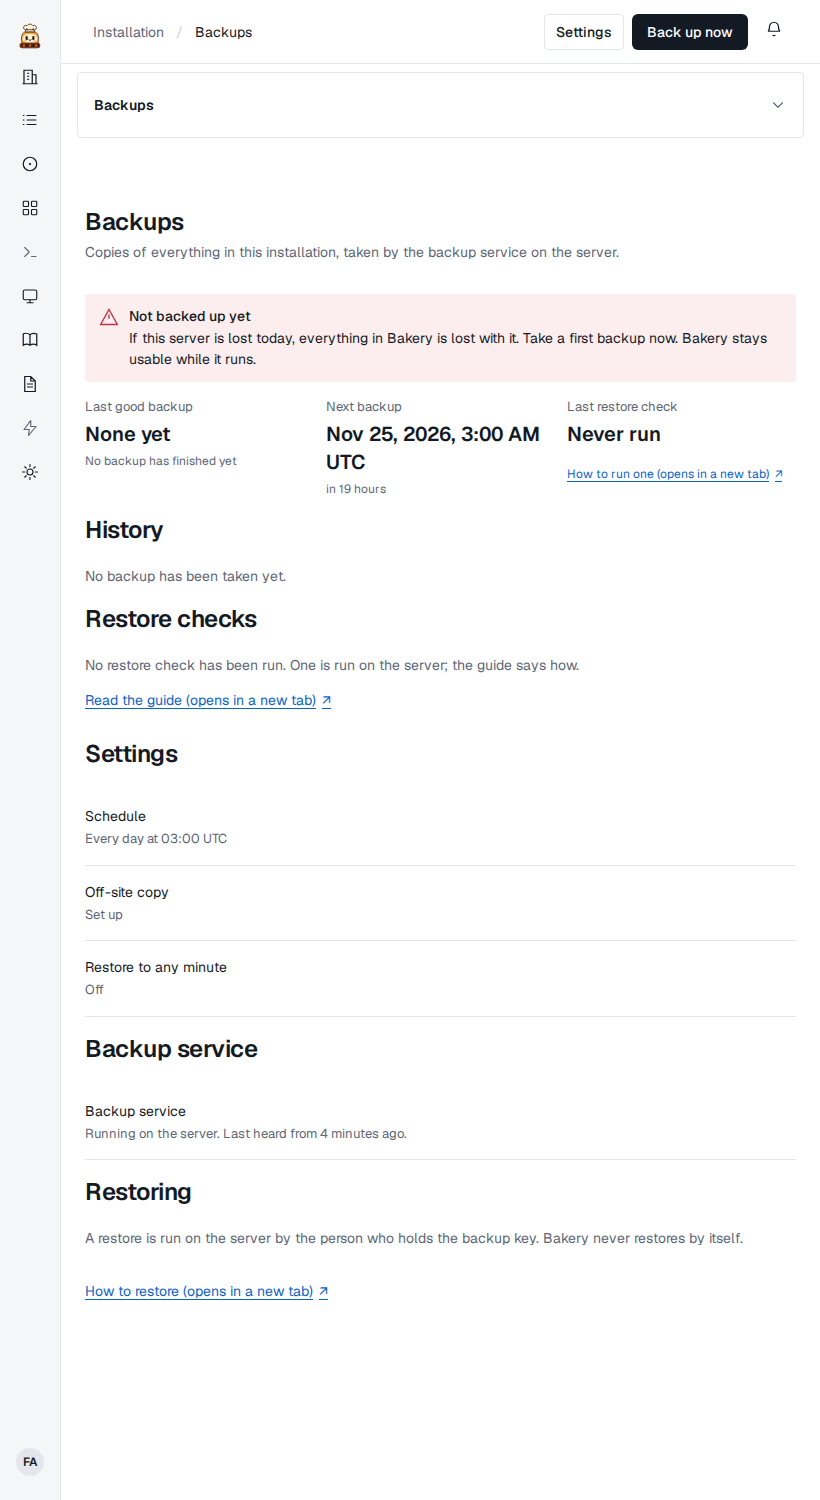 Installation / Backups
Settings
Back up now
Backups
Backups
Copies of everything in this installation, taken by the backup service on the server.
Not backed up yet
If this server is lost today, everything in Bakery is lost with it. Take a first backup now. Bakery stays
usable while it runs.
Last good backup
None yet
No backup has finished yet
Next backup
Nov 25, 2026, 3:00 AM
UTC
in 19 hours
Last restore check
Never run
How to run one (opens in a new tab)
History
No backup has been taken yet.
Restore checks
No restore check has been run. One is run on the server; the guide says how.
Read the guide (opens in a new tab)
Settings
Schedule
Every day at 03:00 UTC
Off-site copy
Set up
Restore to any minute
Off
Backup service
Backup service
Running on the server. Last heard from 4 minutes ago.
Restoring
A restore is run on the server by the person who holds the backup key. Bakery never restores by itself.
How to restore (opens in a new tab)
FA